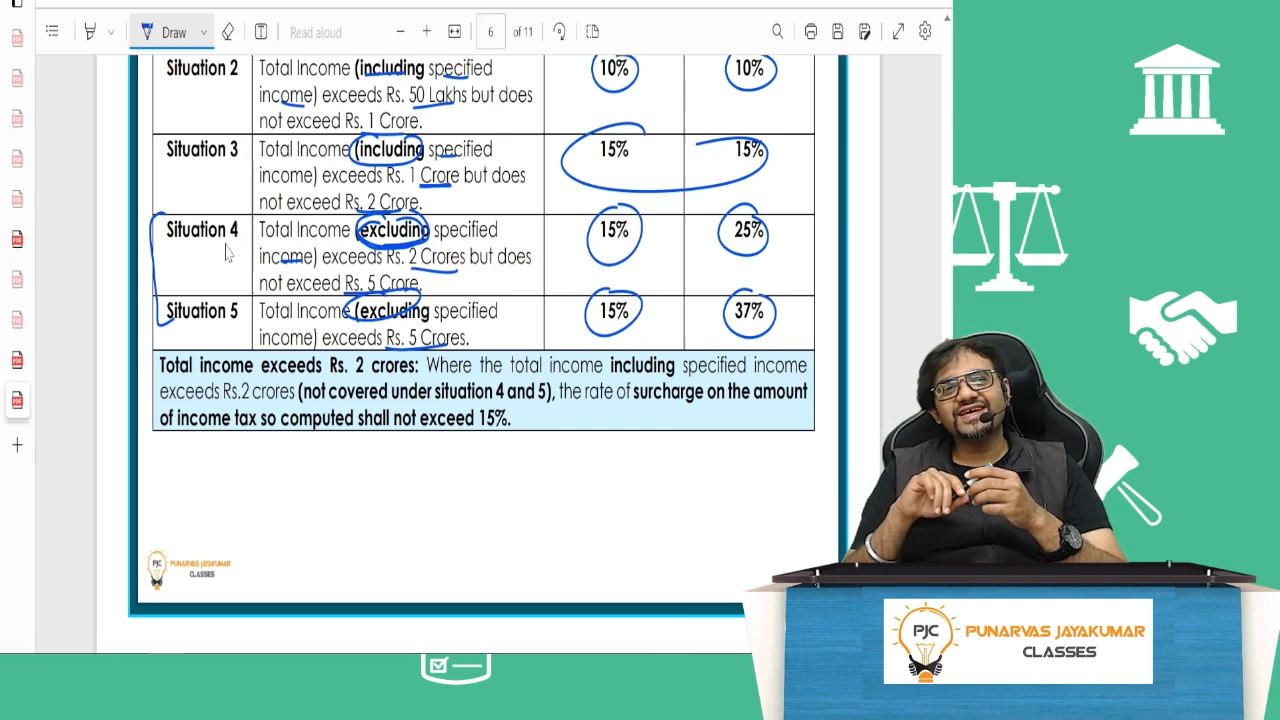 Draw
Read aloud
6
of 11
Situation 2
Total Income (including specified
income) exceeds Rs. 50 Lakhs but does
not exceed Rs. 1 Crore.
10%
10%
Situation 3
Total Income (including specified
income) exceeds Rs. 1 Crore but does
not exceed Rs. 2 Crore.
15%
15%
Situation 4
Total Income (excluding specified
income) exceeds Rs. 2 Crores but does
not exceed Rs. 5 Crore.
15%
25%
Situation 5
Total Income (excluding specified
income) exceeds Rs. 5 Crores.
15%
37%
Total income exceeds Rs. 2 crores: Where the total income including specified income
exceeds Rs.2 crores (not covered under situation 4 and 5), the rate of surcharge on the amount
of income tax so computed shall not exceed 15%.
PJC
PUNARVAS JAYAKUMAR
CLASSES
PJC
PUNARVAS JAYAKUMAR
CLASSES